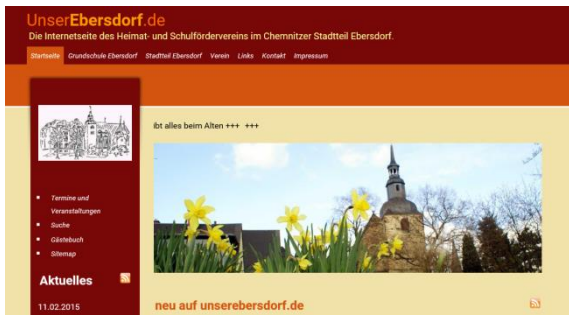 UnserEbersdorf.de
Die Internetseite des Heimat- und Schulfördervereins im Chemnitzer Stadtteil Ebersdorf.
Startseite Grundschule Ebersdorf Stadtteil Ebersdorf Verein Links Kontakt Impressum
ibt alles beim Alten +++ +++
Termine und
Veranstaltungen
Suche
Gästebuch
Sitemap
Aktuelles
11.02.2015
neu auf unserebersdorf.de